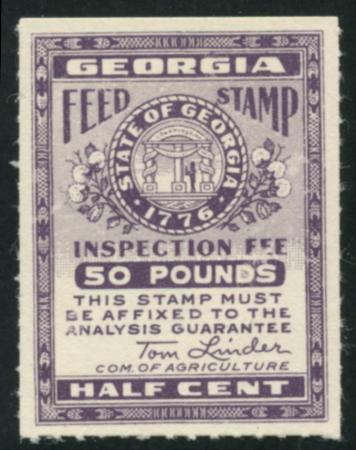 GEORGIA
FEED STAMP
STATE OF GEORGIA
1776
INSPECTION FEE
50 POUNDS
THIS STAMP MUST
BE AFFIXED TO THE
ANALYSIS GUARANTEE
Tom Linder
COM. OF AGRICULTURE
HALF CENT